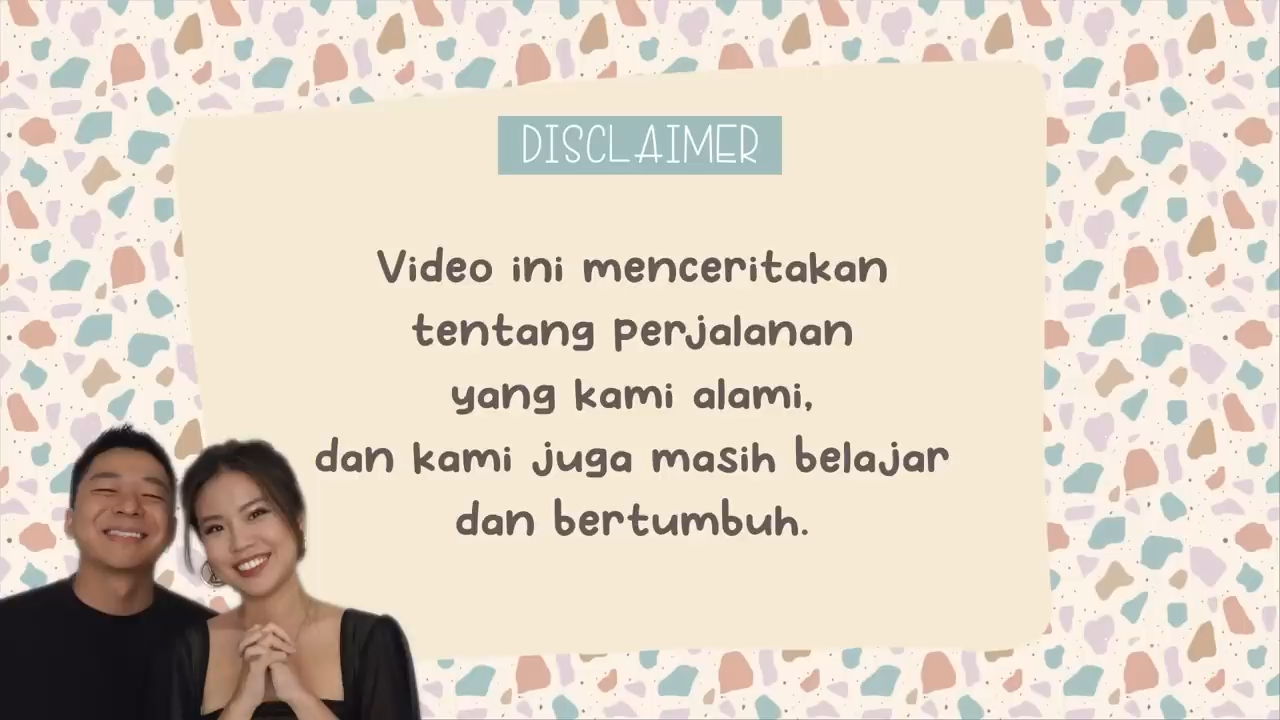 DISCLAIMER
Video ini menceritakan
tentang perjalanan
yang kami alami,
dan kami juga masih belajar
dan bertumbuh.